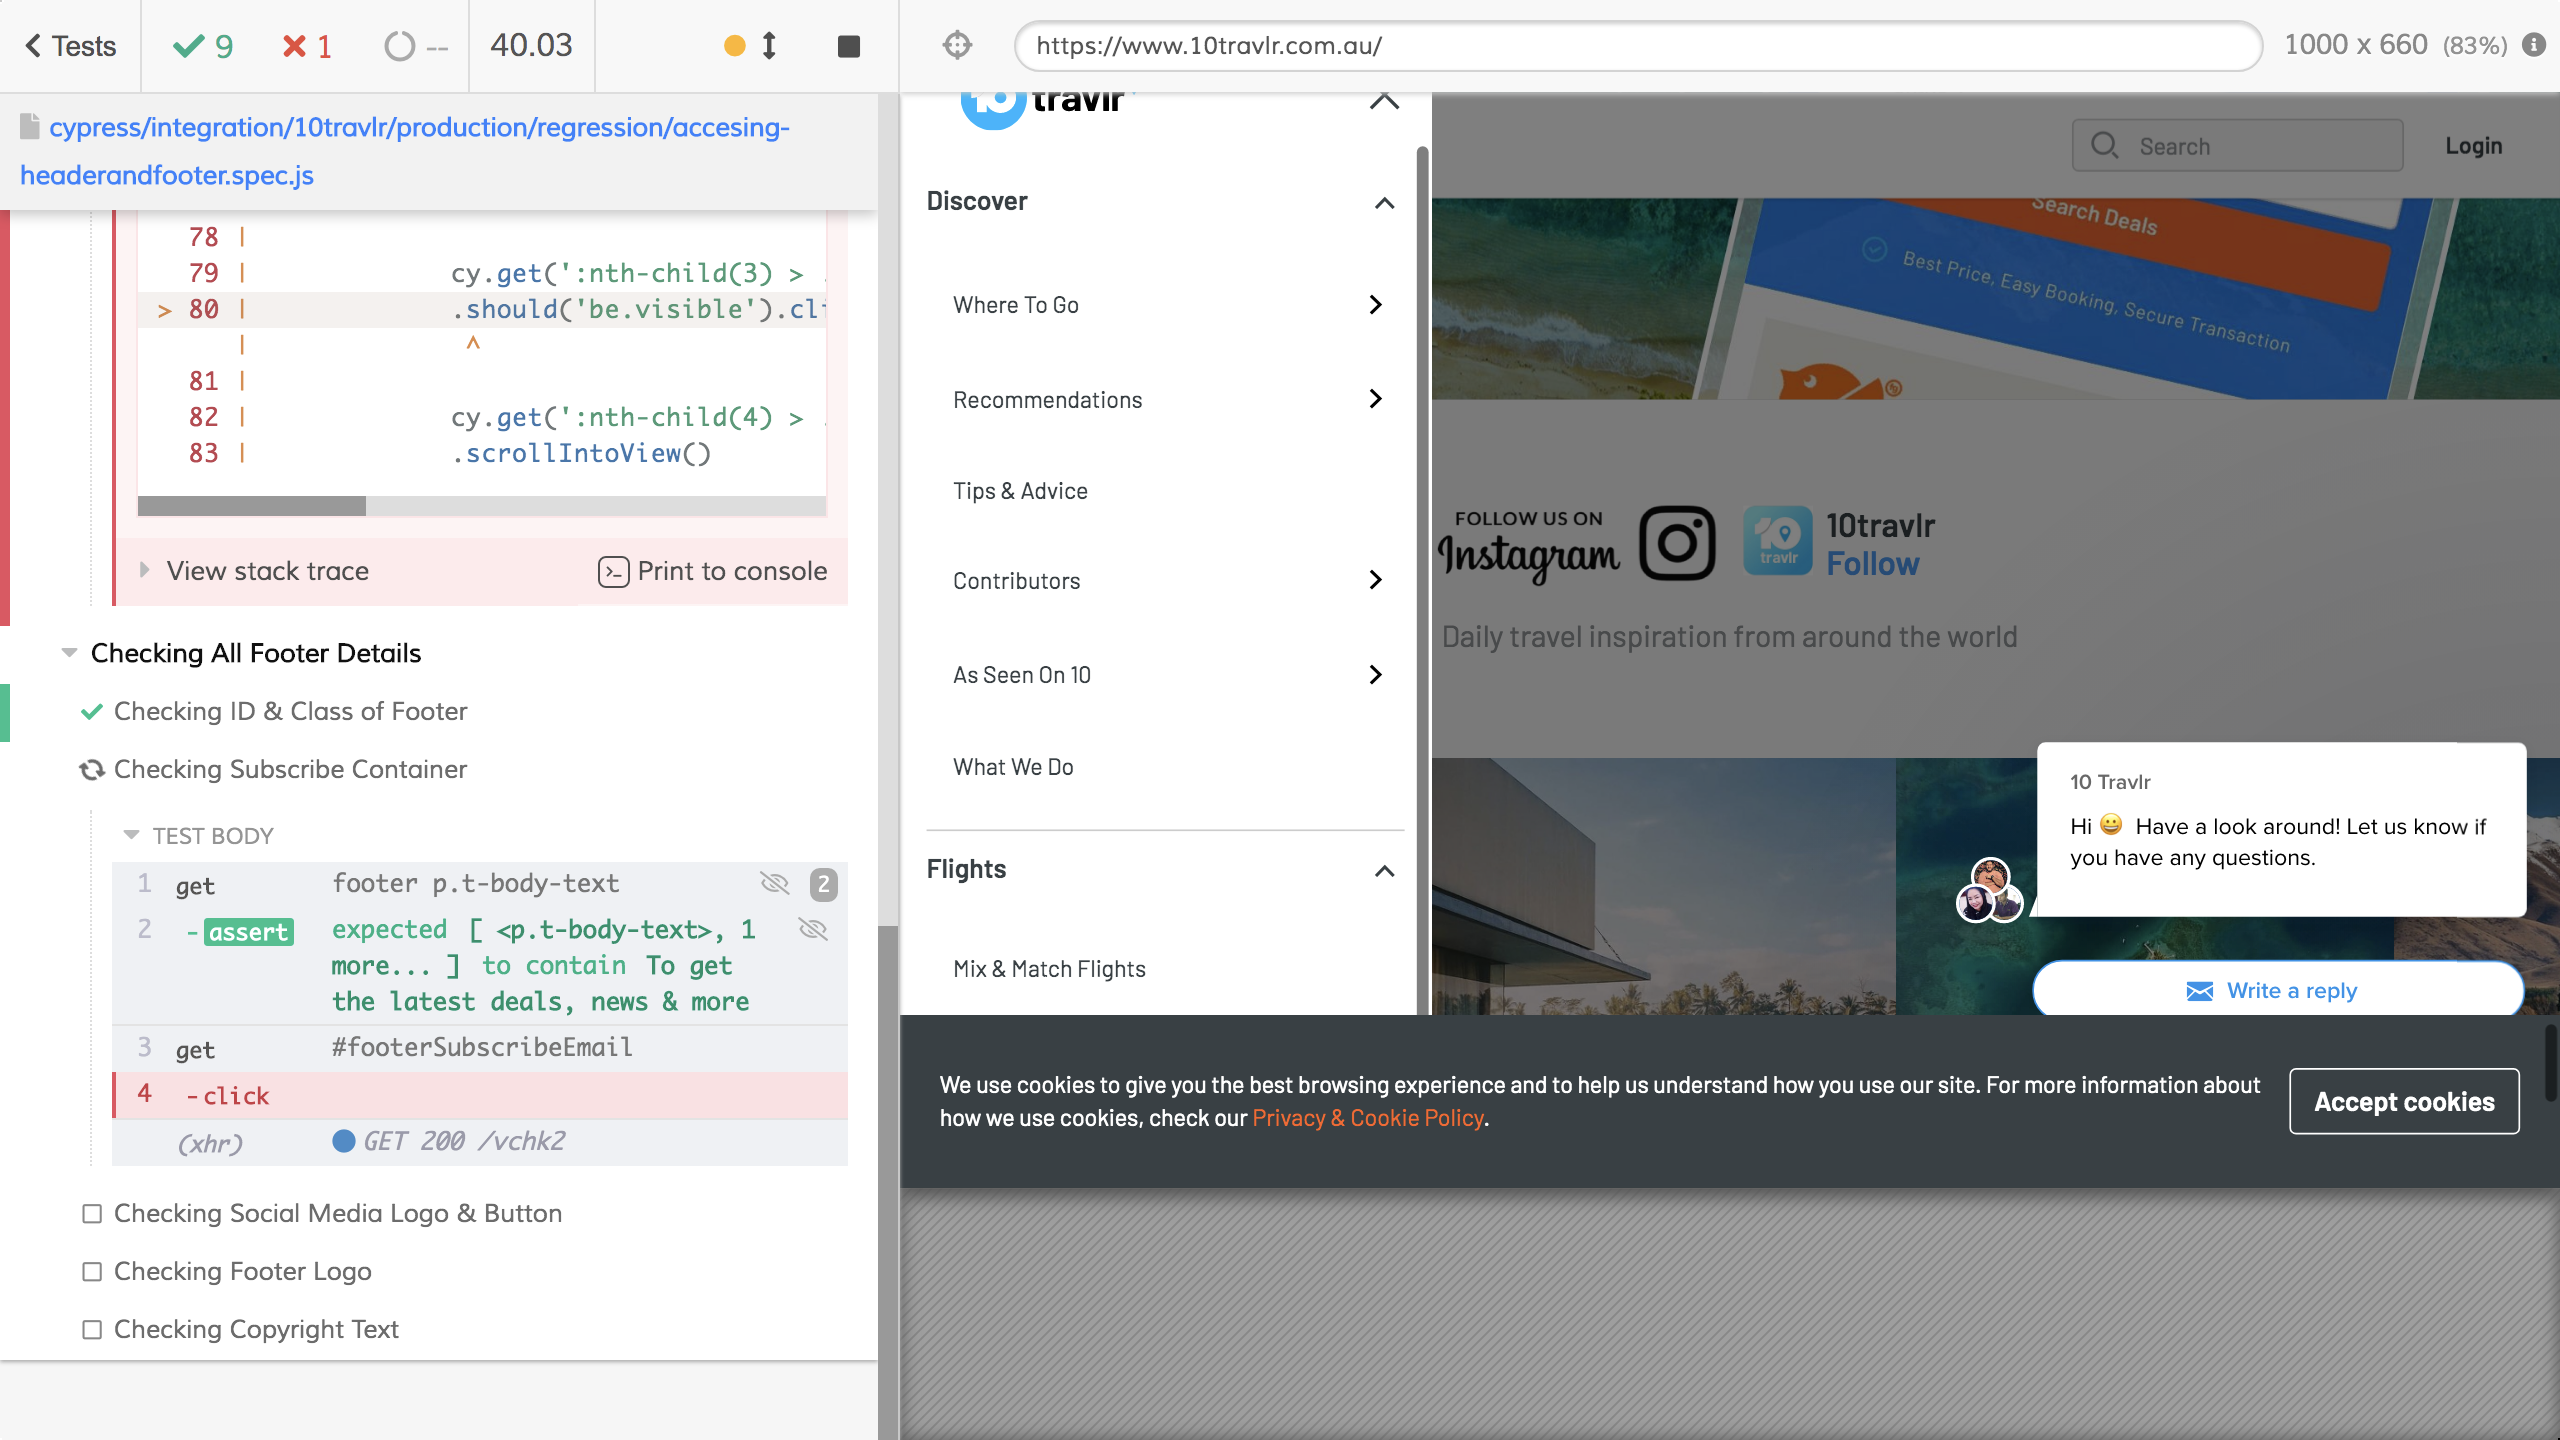 Tests
9
1
--
40.03
https://www.10travlr.com.au/
1000 x 660 (83%)
cypress/integration/10travlr/production/regression/accesing-
headerandfooter.spec.js
78 |
79 | cy.get(':nth-child(3) > .
> 80 | .should('be.visible').cli
| ^
81 |
82 | cy.get(':nth-child(4) > .
83 | .scrollIntoView()
View stack trace
Print to console
Checking All Footer Details
Checking ID & Class of Footer
Checking Subscribe Container
TEST BODY
1 get footer p.t-body-text 2
2 -assert expected [ <p.t-body-text>, 1
more... ] to contain To get
the latest deals, news & more
3 get #footerSubscribeEmail
4 -click
(xhr) GET 200 /vchk2
Checking Social Media Logo & Button
Checking Footer Logo
Checking Copyright Text
10 travlr
Discover
Where To Go
Recommendations
Tips & Advice
Contributors
As Seen On 10
What We Do
Flights
Mix & Match Flights
Search
Login
Search Deals
Best Price, Easy Booking, Secure Transaction
FOLLOW US ON
Instagram
10
travlr
10travlr
Follow
Daily travel inspiration from around the world
10 Travlr
Hi 😀 Have a look around! Let us know if
you have any questions.
Write a reply
We use cookies to give you the best browsing experience and to help us understand how you use our site. For more information about
how we use cookies, check our Privacy & Cookie Policy.
Accept cookies